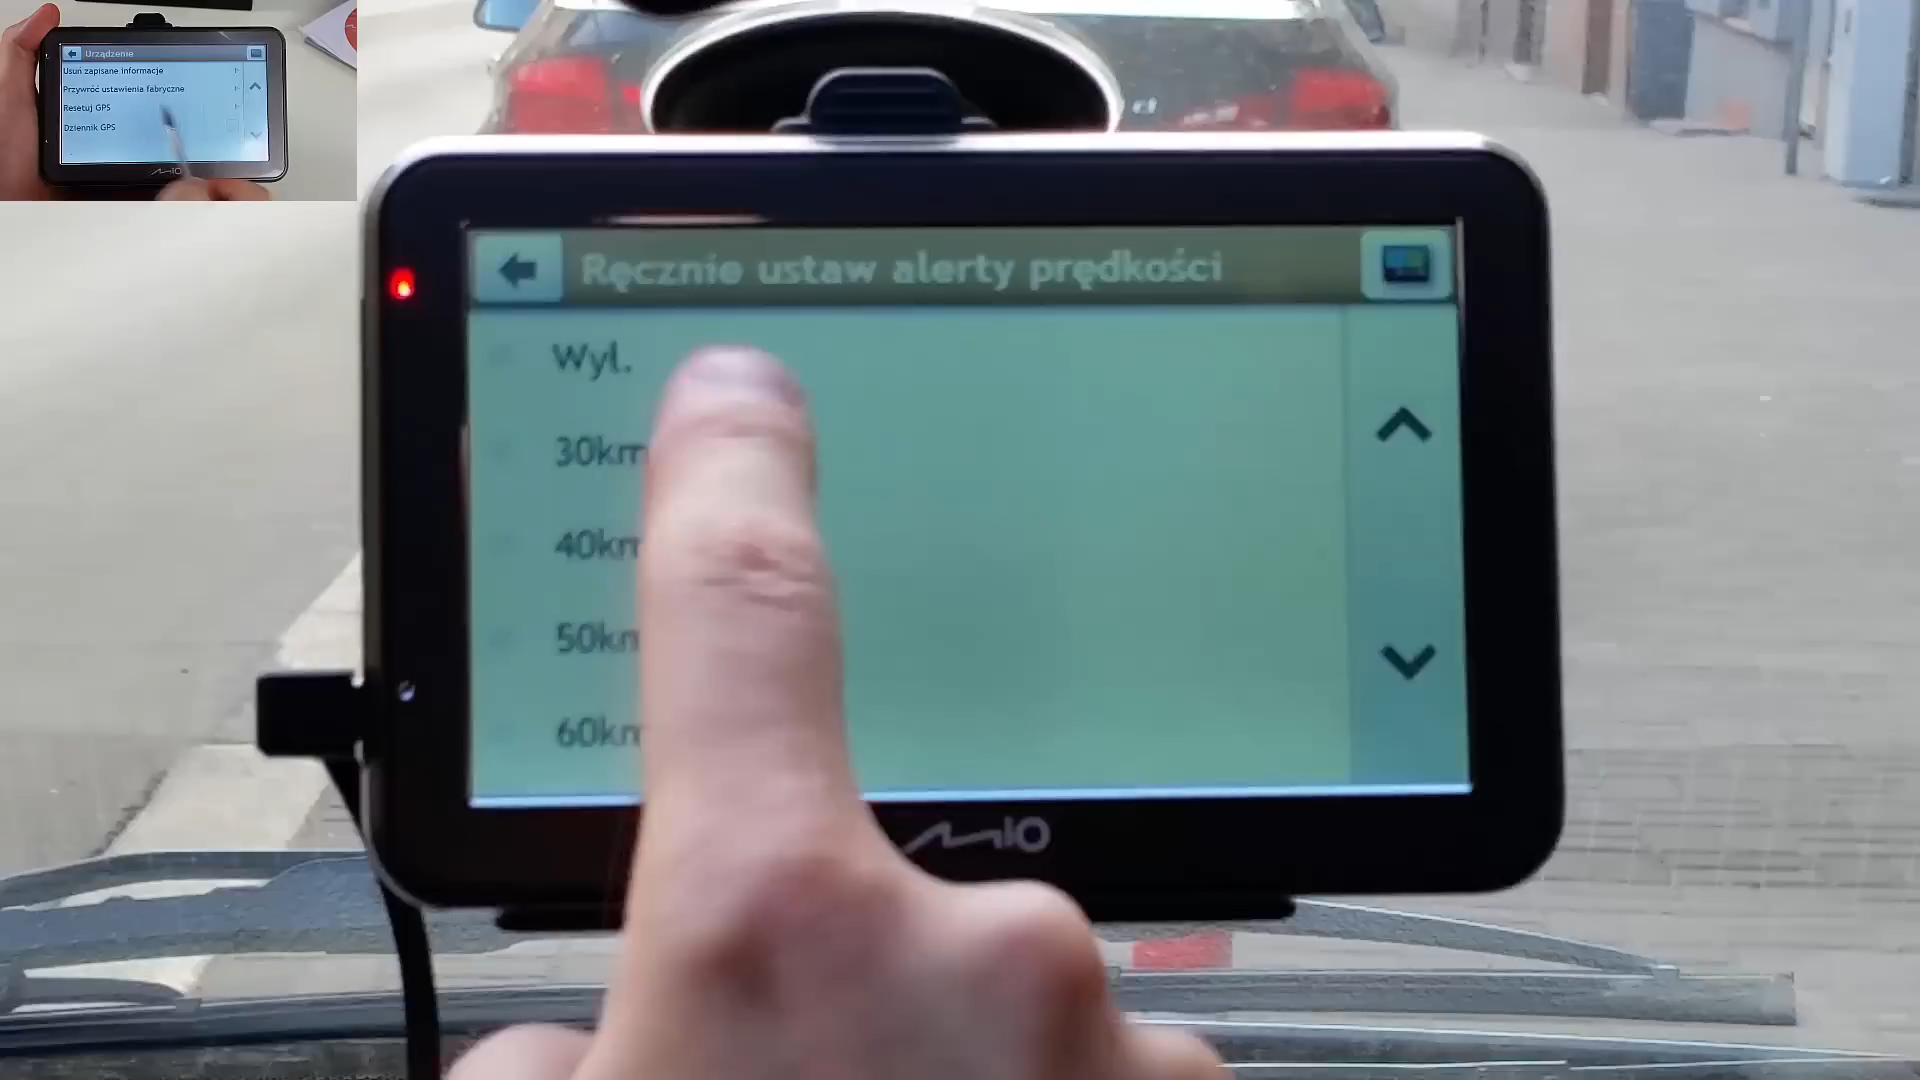 Urządzenie
Usuń zapisane informacje
Przywróć ustawienia fabryczne
Resetuj GPS
Dziennik GPS
MIO
Ręcznie ustaw alerty prędkości
Wył.
30km
40km
50km
60km
MIO